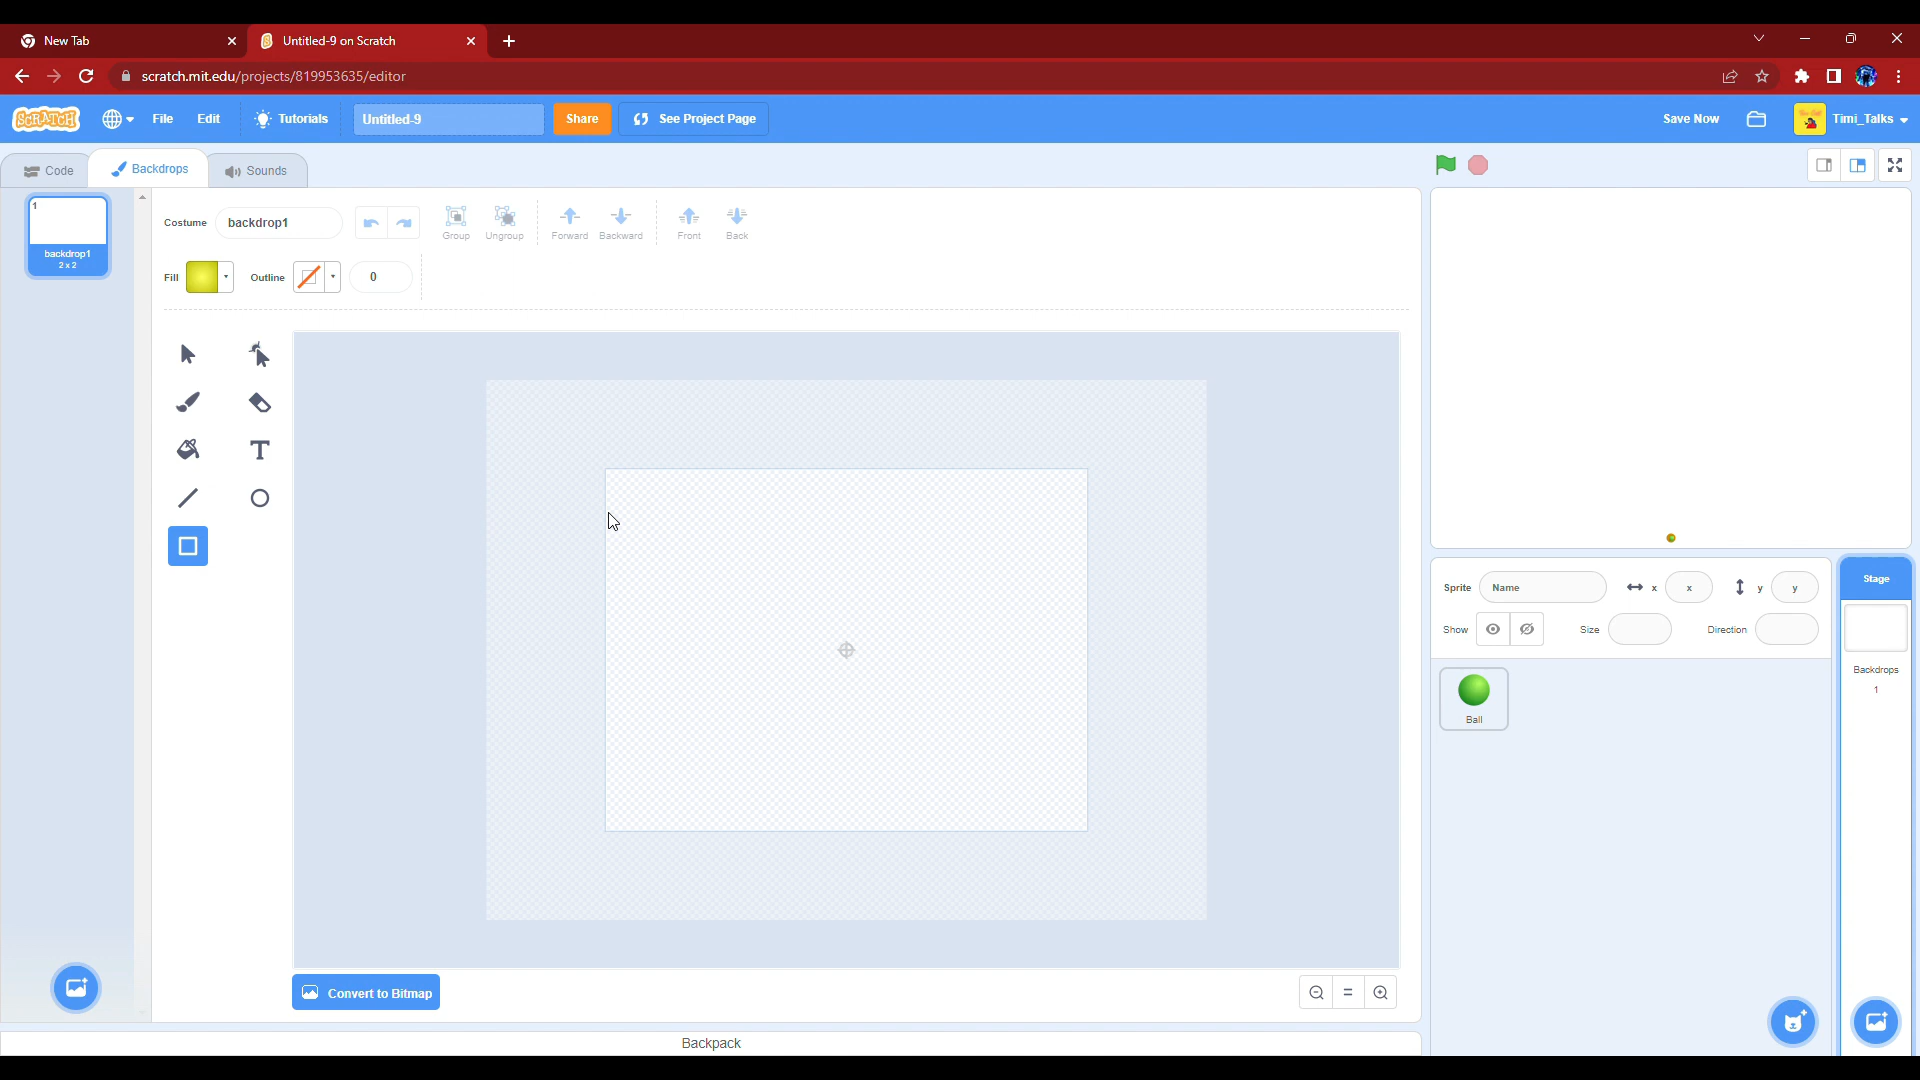 New Tab
Untitled-9 on Scratch
scratch.mit.edu/projects/819953635/editor
SCRATCH
File
Edit
Tutorials
Untitled-9
Share
See Project Page
Save Now
Timi_Talks
Code
Backdrops
Sounds
1
backdrop1
2 x 2
Costume
backdrop1
Group
Ungroup
Forward
Backward
Front
Back
Fill
Outline
0
T
Convert to Bitmap
=
Backpack
Sprite
Name
x
x
y
y
Show
Size
Direction
Ball
Stage
Backdrops
1